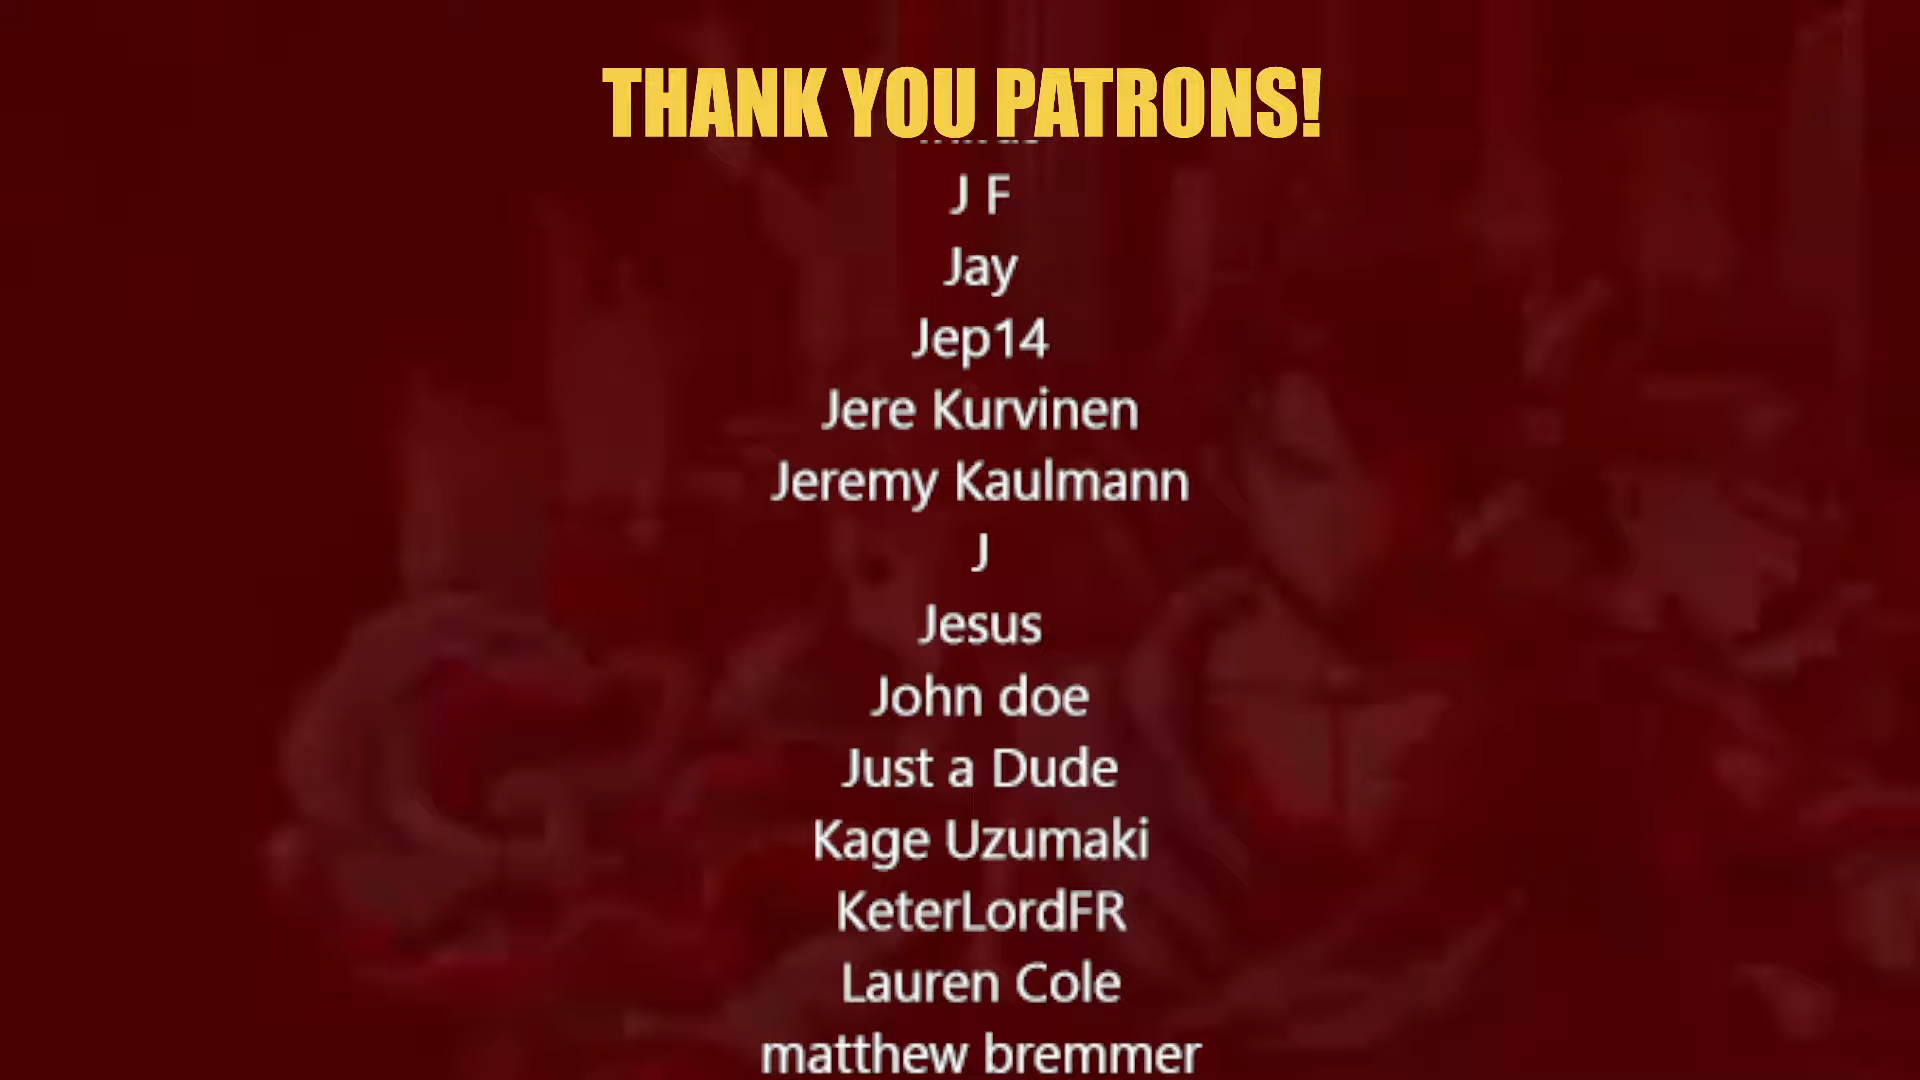 THANK YOU PATRONS!
J F
Jay
Jep14
Jere Kurvinen
Jeremy Kaulmann
J
Jesus
John doe
Just a Dude
Kage Uzumaki
KeterLordFR
Lauren Cole
matthew bremmer